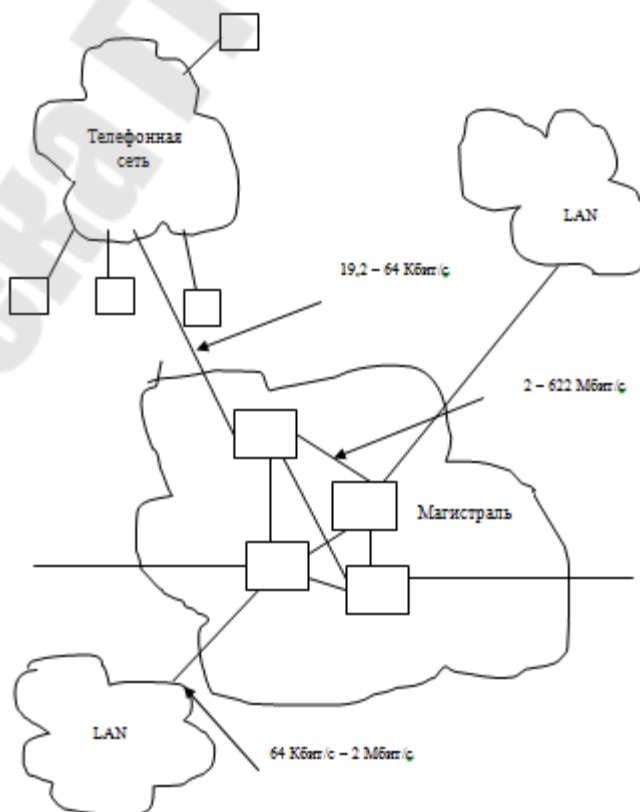 Телефонная
сеть
LAN
19,2 – 64 Кбит/с
2 – 622 Мбит/с
Магистраль
LAN
64 Кбит/с – 2 Мбит/с